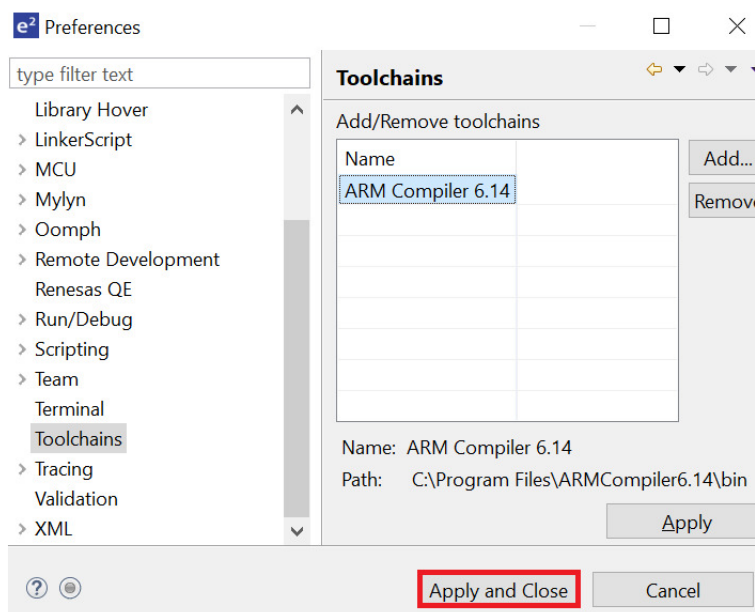 e² Preferences
type filter text
Library Hover
LinkerScript
MCU
Mylyn
Oomph
Remote Development
Renesas QE
Run/Debug
Scripting
Team
Terminal
Toolchains
Tracing
Validation
XML
Toolchains
Add/Remove toolchains
Name
ARM Compiler 6.14
Add...
Remove
Name: ARM Compiler 6.14
Path: C:\Program Files\ARMCompiler6.14\bin
Apply
?
Apply and Close
Cancel